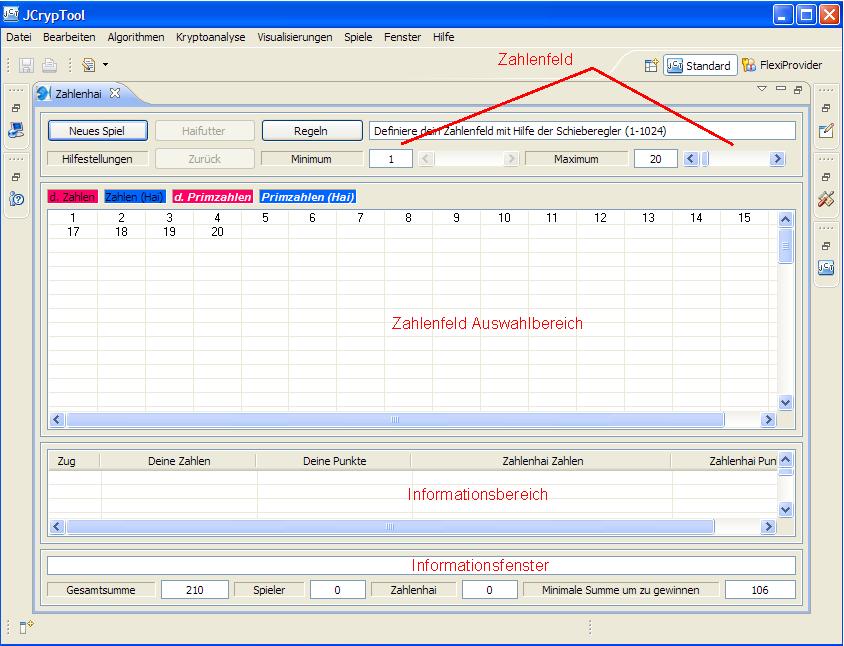 JCrypTool
Datei Bearbeiten Algorithmen Kryptoanalyse Visualisierungen Spiele Fenster Hilfe
Zahlenfeld
Standard FlexiProvider
Zahlenhai
Neues Spiel Haifutter Regeln Definiere dein Zahlenfeld mit Hilfe der Schieberegler (1-1024)
Hilfestellungen Zurück Minimum 1 Maximum 20
d. Zahlen Zahlen (Hai) d. Primzahlen Primzahlen (Hai)
1 2 3 4 5 6 7 8 9 10 11 12 13 14 15
17 18 19 20
Zahlenfeld Auswahlbereich
Zug Deine Zahlen Deine Punkte Zahlenhai Zahlen Zahlenhai Pun
Informationsbereich
Informationsfenster
Gesamtsumme 210 Spieler 0 Zahlenhai 0 Minimale Summe um zu gewinnen 106